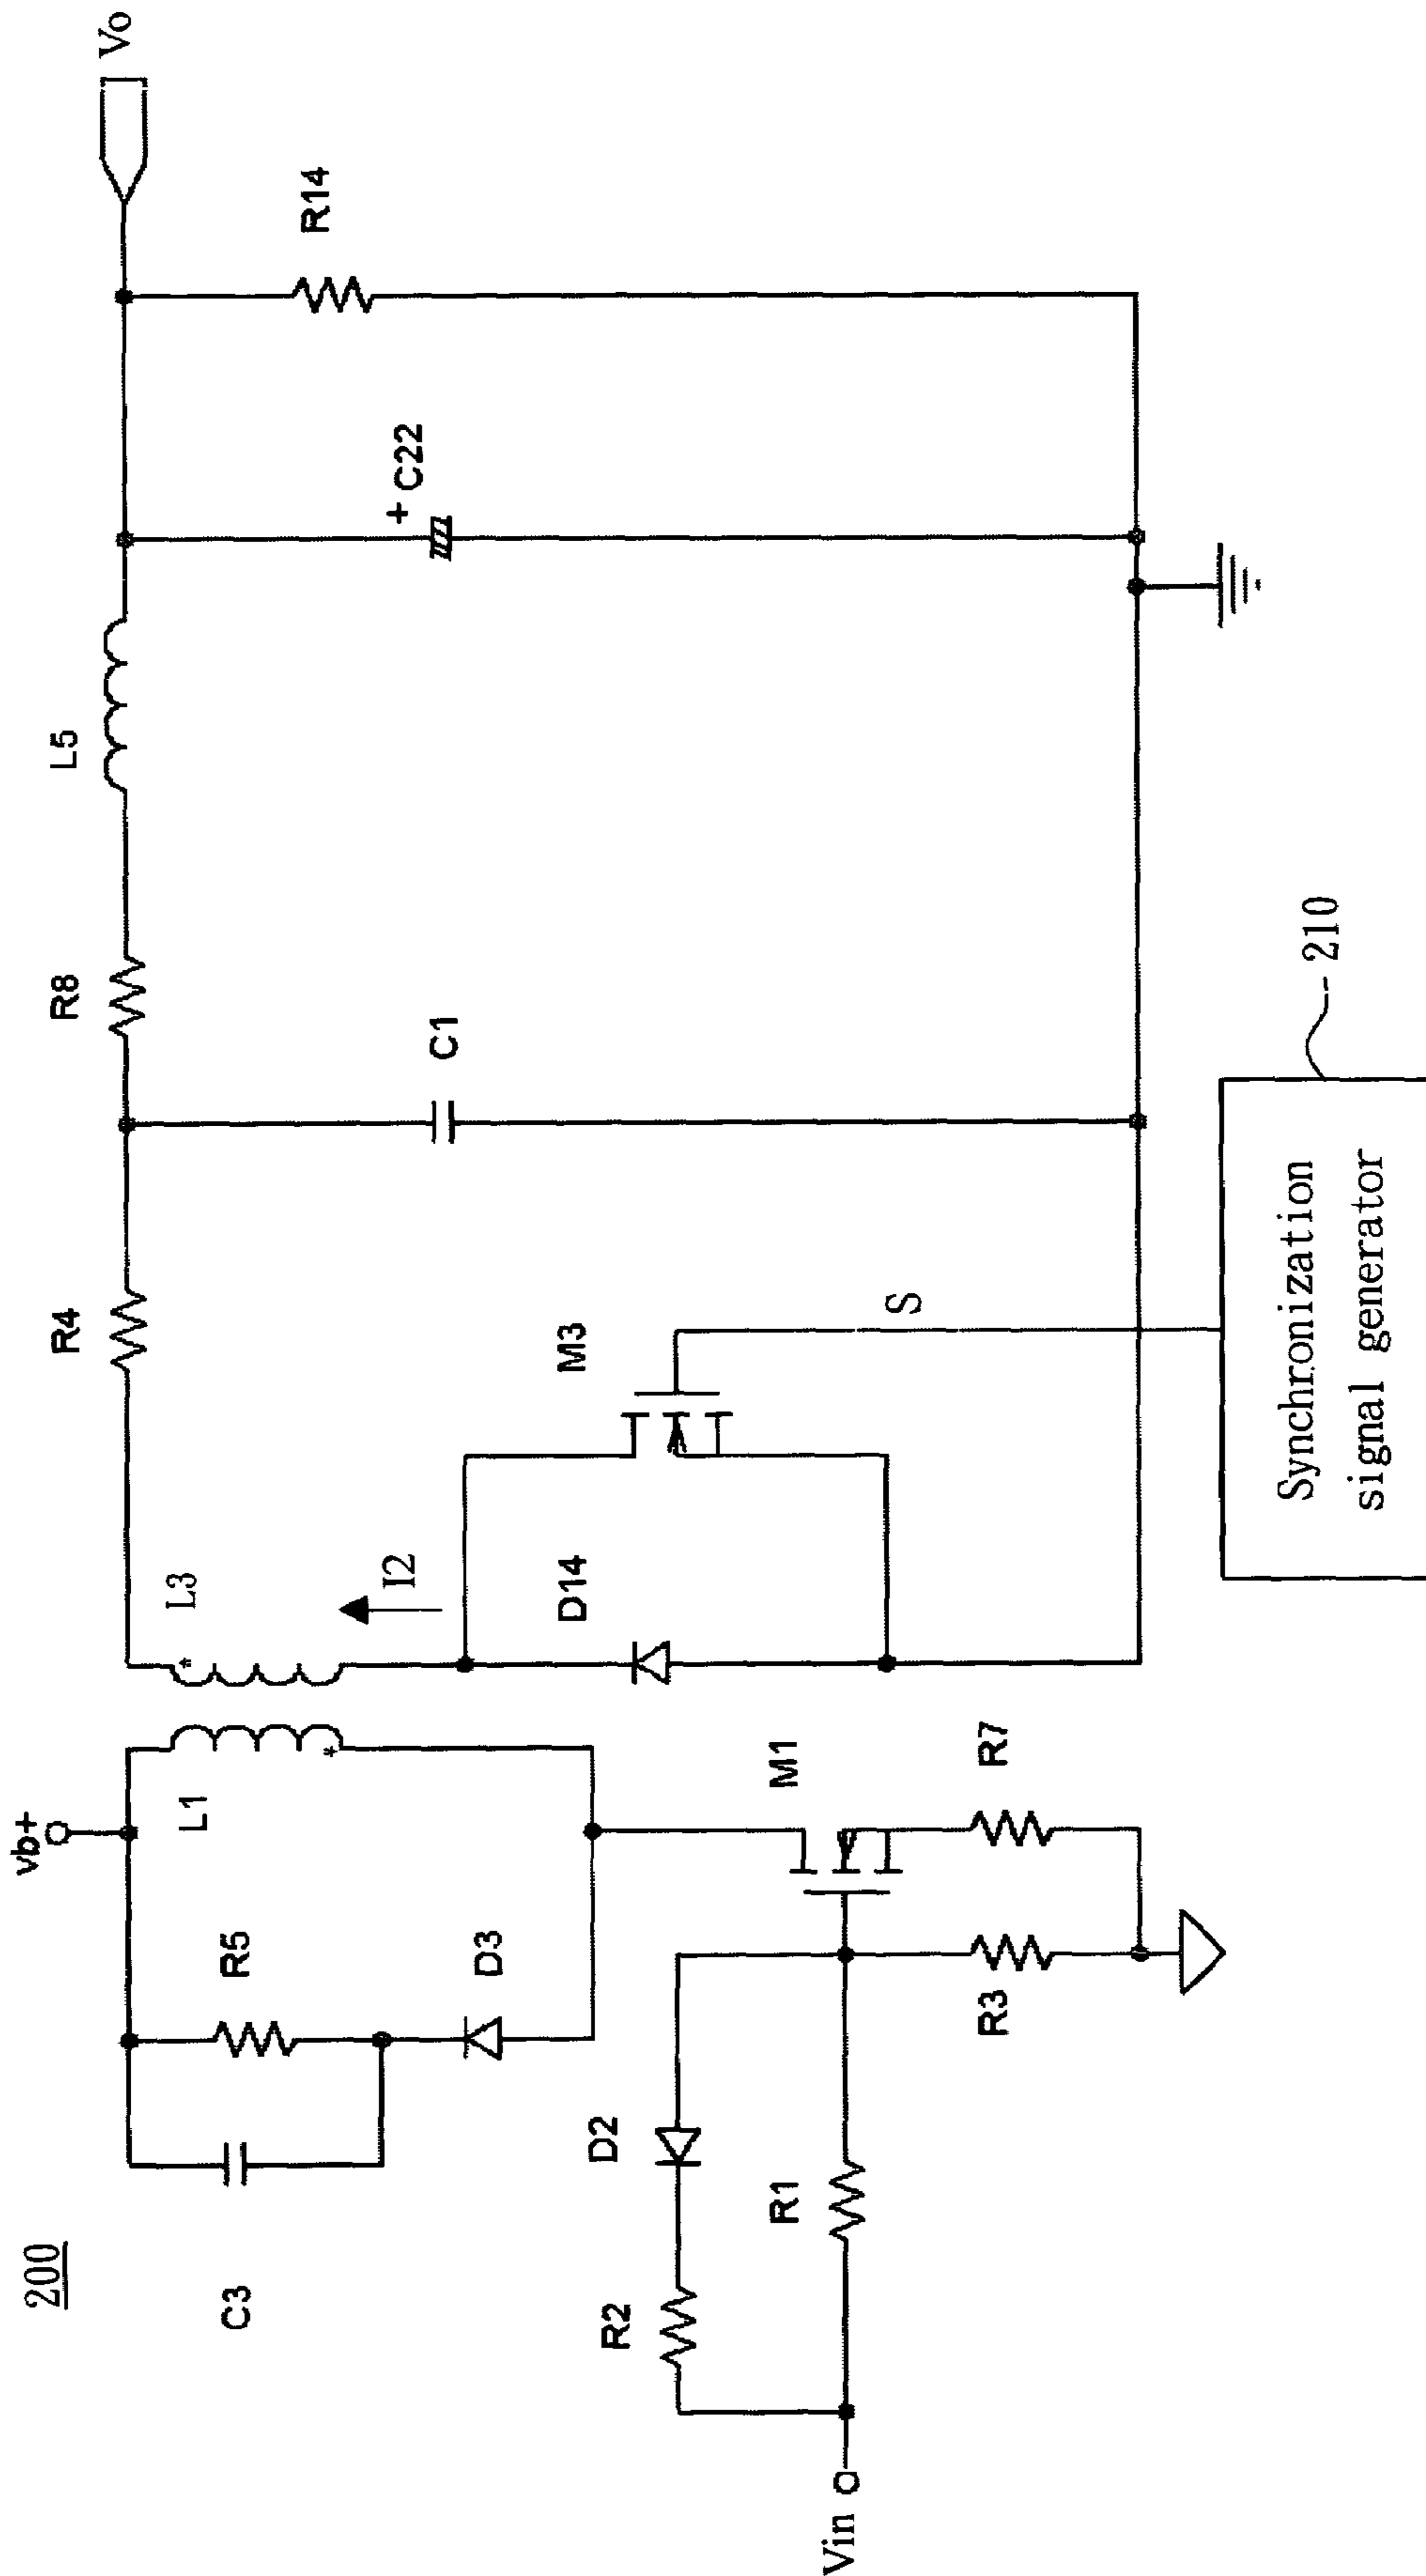 200
vb+
Vo
L5
R8
R4
L3
L1
R5
C3
D3
I2
R14
+
C22
C1
D14
M3
S
M1
R7
D2
R2
R1
R3
Vin
210
Synchronization
signal generator